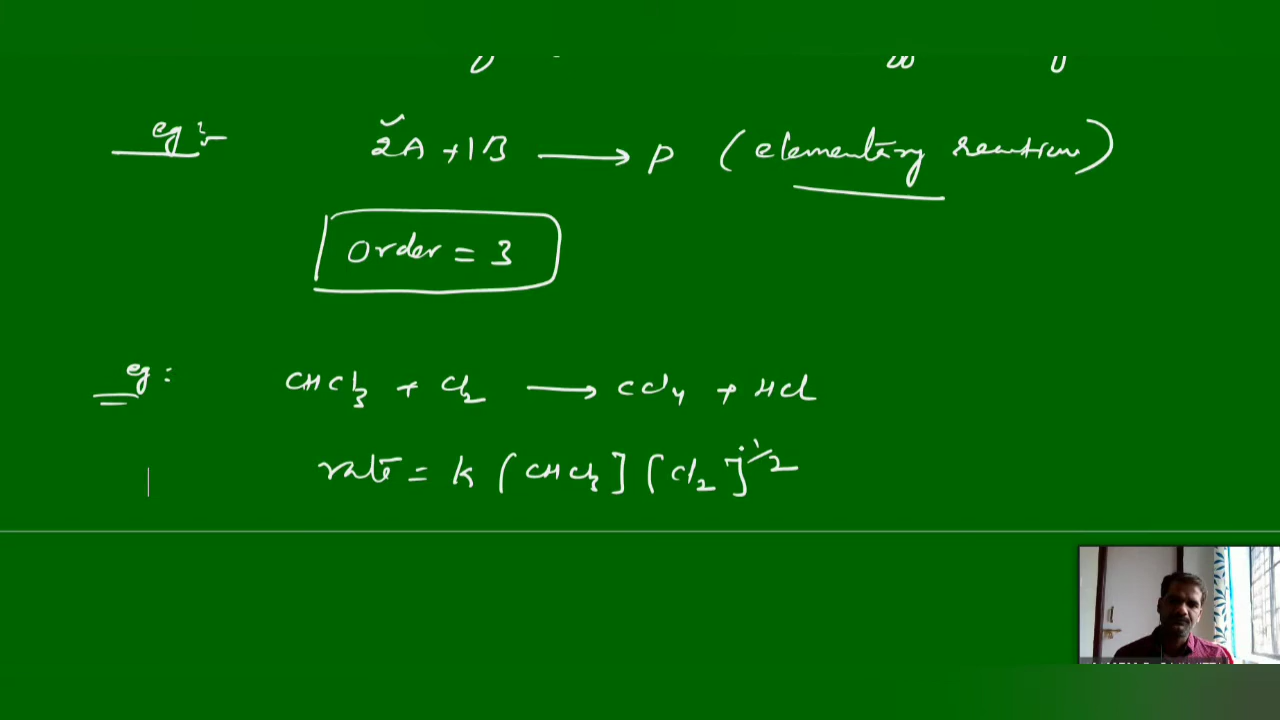 eg:-
2A + 1B → P (elementary reaction)
Order = 3
eg:
CHCl₃ + Cl₂ → CCl₄ + HCl
rate = k [CHCl₃] [Cl₂]^1/2